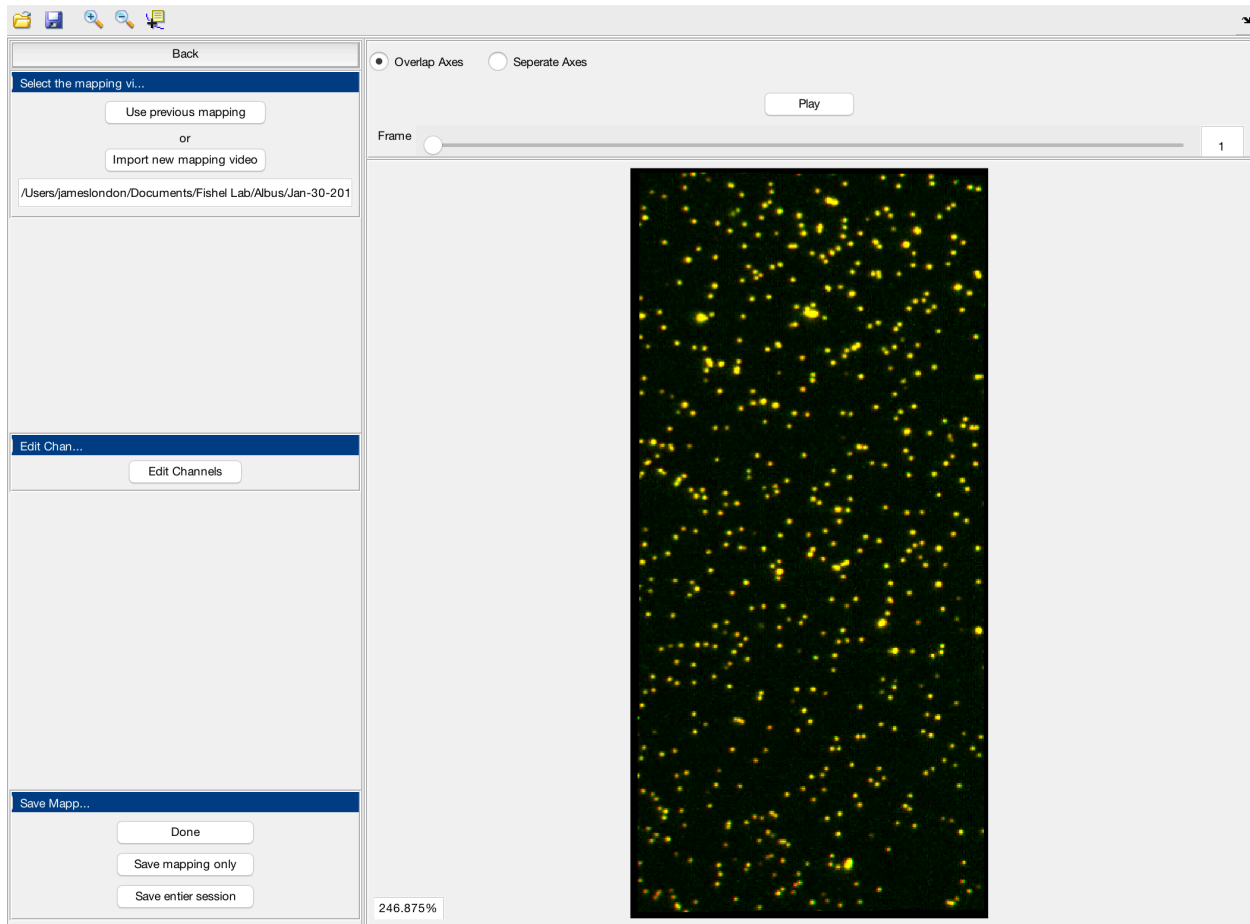 Back
Select the mapping vi...
Use previous mapping
or
Import new mapping video
/Users/jameslondon/Documents/Fishel Lab/Albus/Jan-30-201
Edit Chan...
Edit Channels
Save Mapp...
Done
Save mapping only
Save entier session
Overlap Axes
Seperate Axes
Play
Frame
1
246.875%